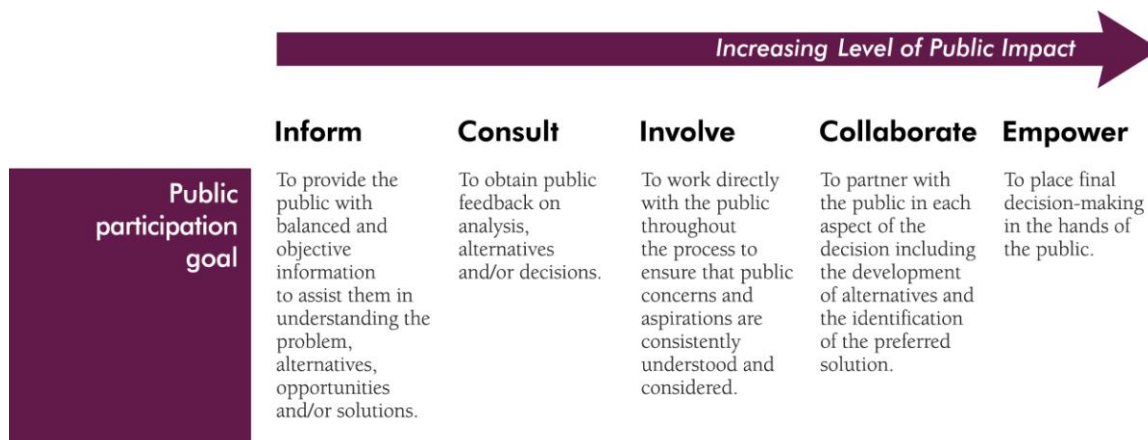 Increasing Level of Public Impact
Inform
Consult
Involve
Collaborate
Empower
Public
participation
goal
To provide the
public with
balanced and
objective
information
to assist them in
understanding the
problem,
alternatives,
opportunities
and/or solutions.
To obtain public
feedback on
analysis,
alternatives
and/or decisions.
To work directly
with the public
throughout
the process to
ensure that public
concerns and
aspirations are
consistently
understood and
considered.
To partner with
the public in each
aspect of the
decision including
the development
of alternatives and
the identification
of the preferred
solution.
To place final
decision-making
in the hands of
the public.